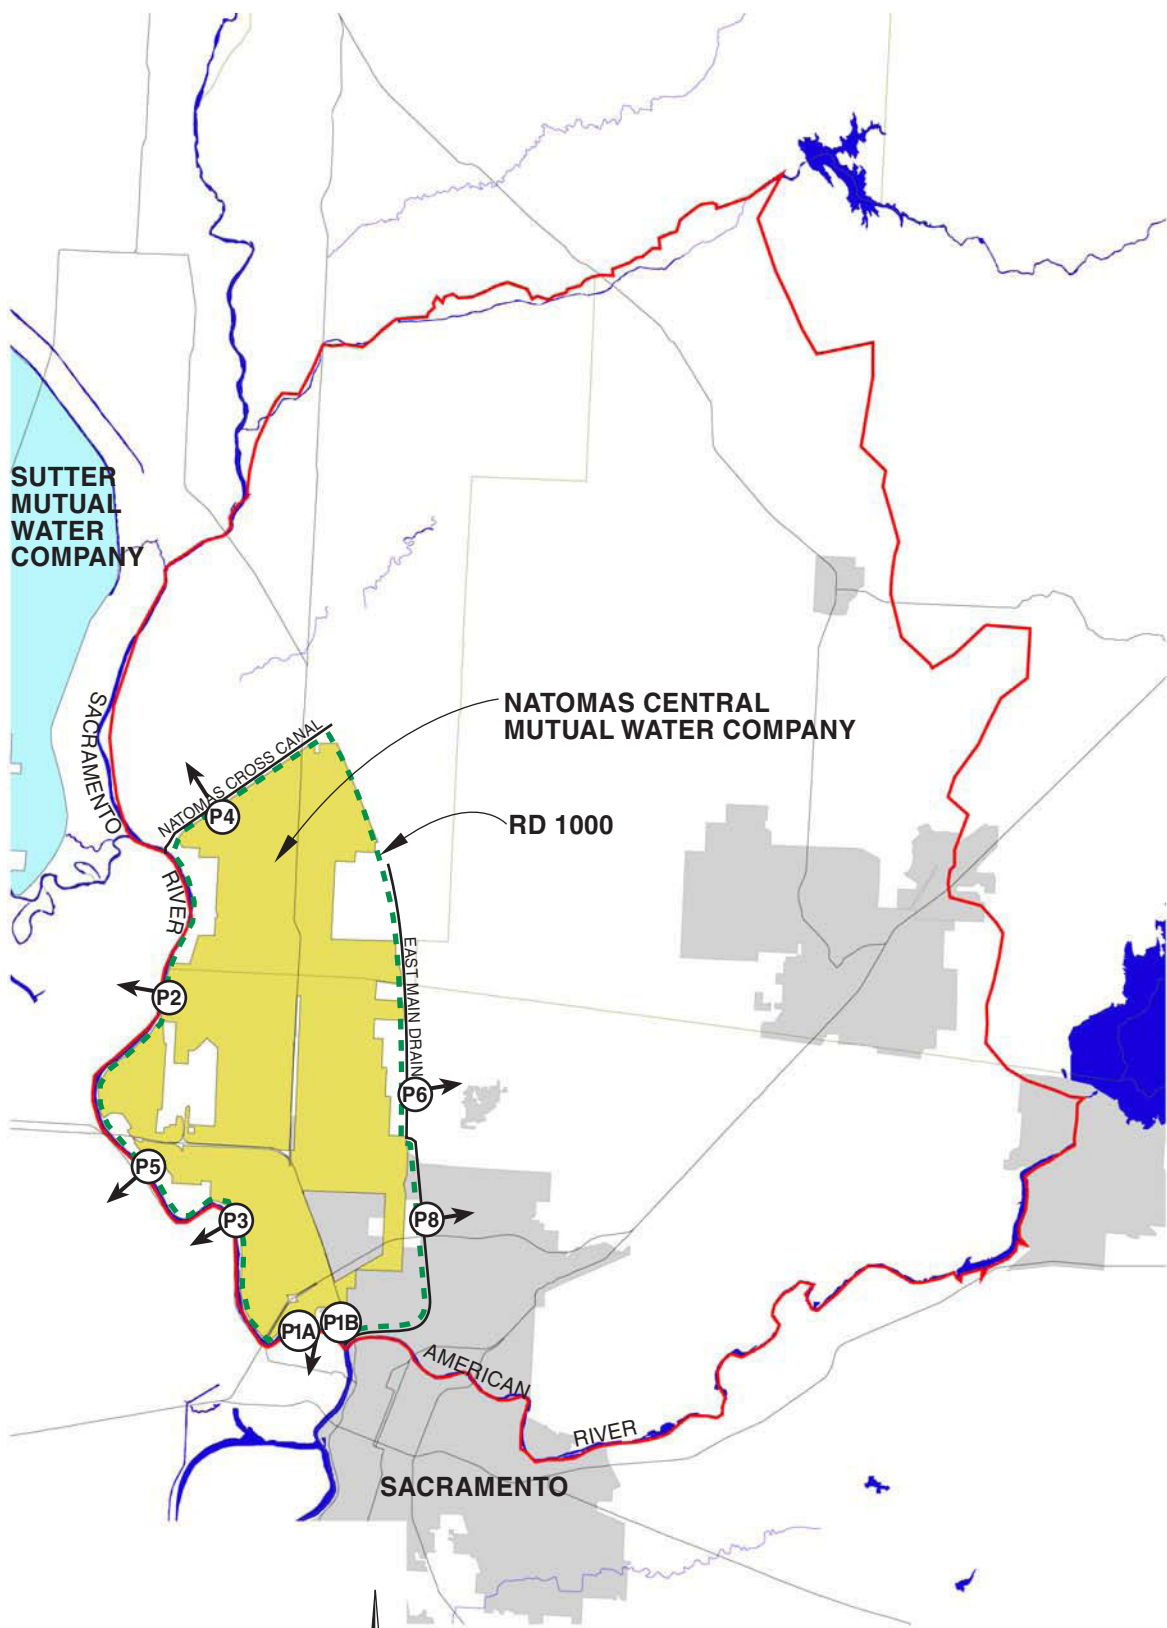 SUTTER
MUTUAL
WATER
COMPANY
SACRAMENTO
RIVER
NATOMAS CROSS CANAL
NATOMAS CENTRAL
MUTUAL WATER COMPANY
P4
RD 1000
EAST MAIN DRAIN
P2
P6
P5
P3
P8
P1A
P1B
AMERICAN
RIVER
SACRAMENTO